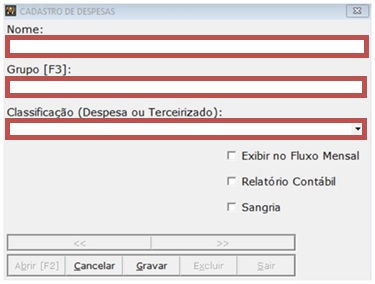 CADASTRO DE DESPESAS
Nome:
Grupo [F3]:
Classificação (Despesa ou Terceirizado):
Exibir no Fluxo Mensal
Relatório Contábil
Sangria
<< >>
Abrir [F2] Cancelar Gravar Excluir Sair